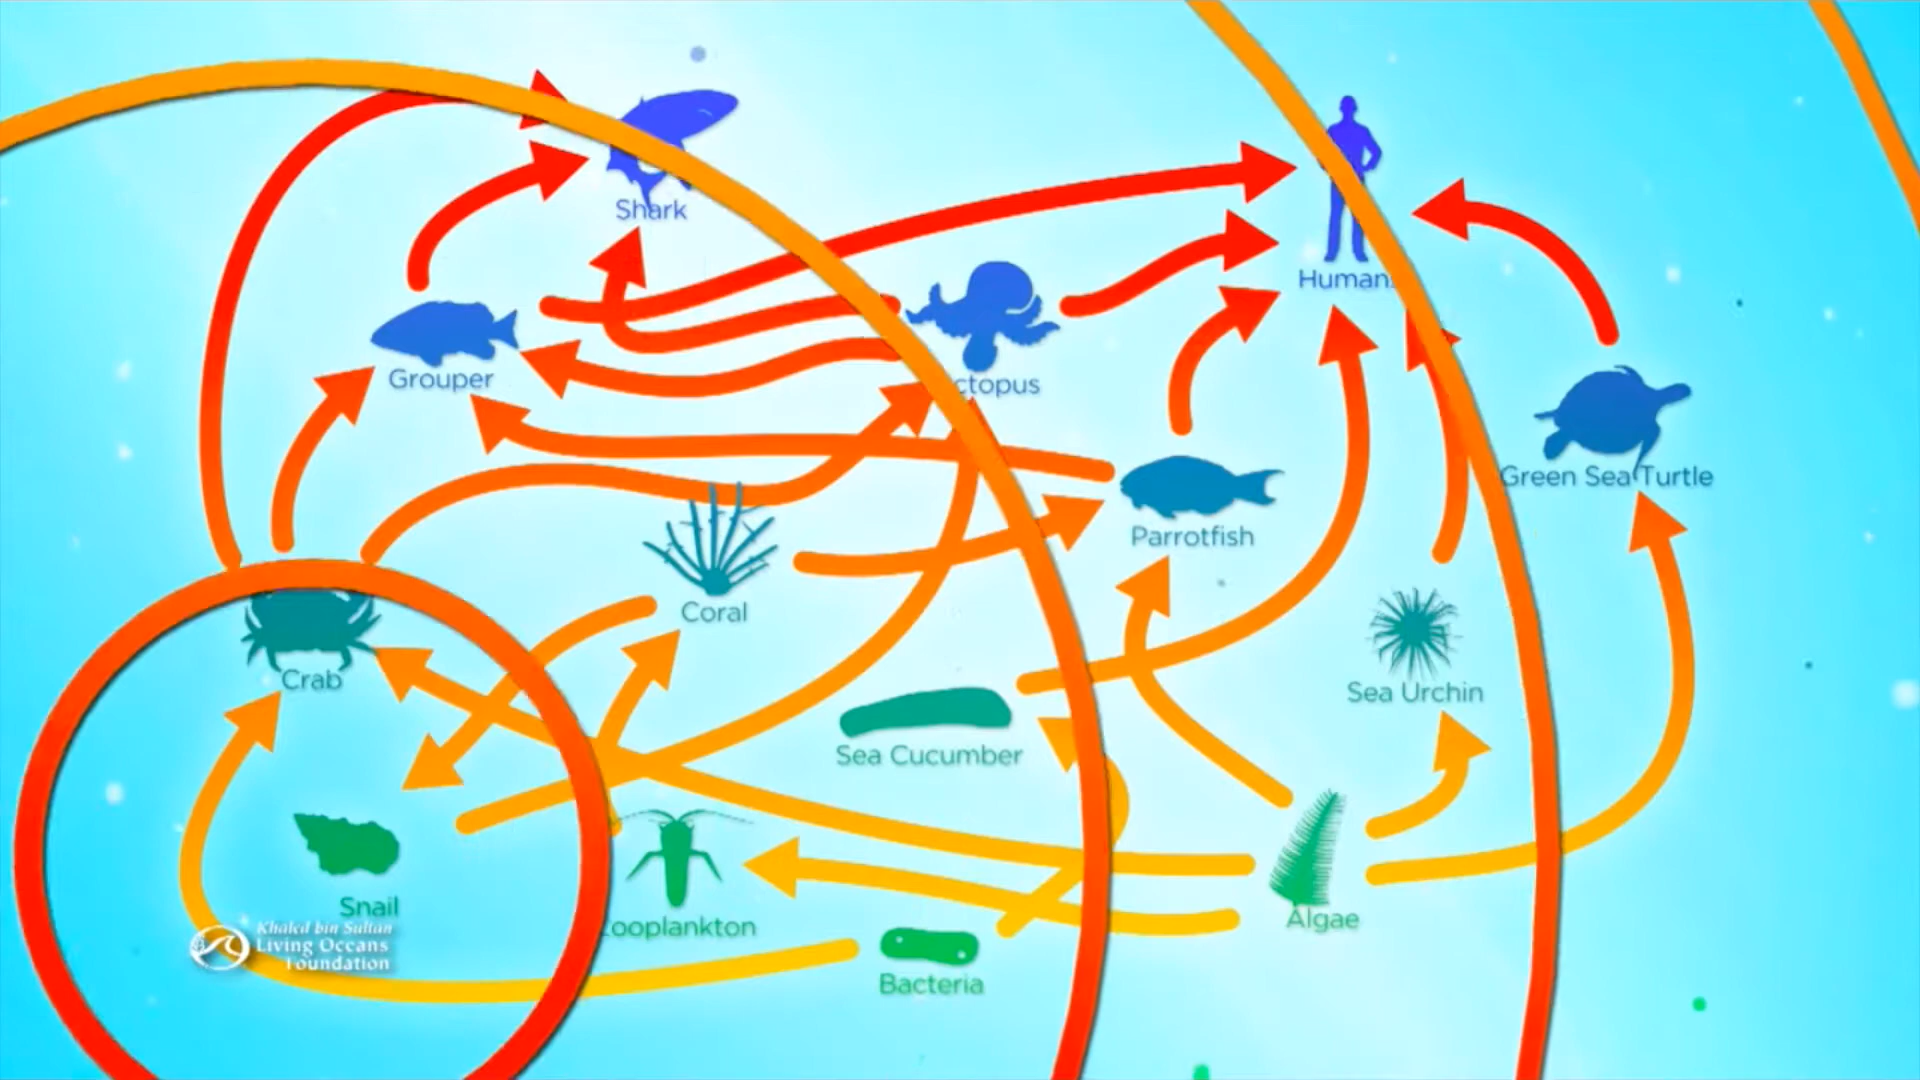 Shark
Human
Grouper
ctopus
Green Sea Turtle
Parrotfish
Coral
Crab
Sea Urchin
Sea Cucumber
Snail
Algae
ooplankton
Bacteria
Khaled bin Sultan
Living Oceans
Foundation